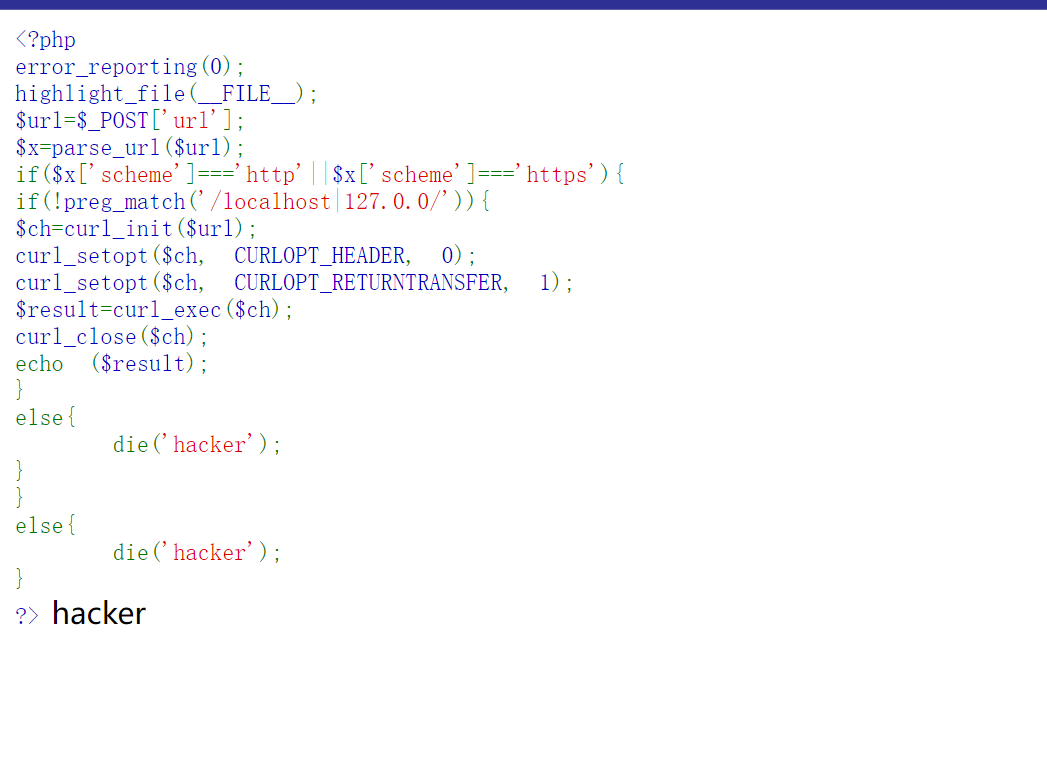 <?php
error_reporting(0);
highlight_file(__FILE__);
$url=$_POST['url'];
$x=parse_url($url);
if($x['scheme']==='http'||$x['scheme']==='https'){
if(!preg_match('/localhost|127.0.0/')){
$ch=curl_init($url);
curl_setopt($ch, CURLOPT_HEADER, 0);
curl_setopt($ch, CURLOPT_RETURNTRANSFER, 1);
$result=curl_exec($ch);
curl_close($ch);
echo ($result);
}
else{
die('hacker');
}
}
else{
die('hacker');
}
?> hacker